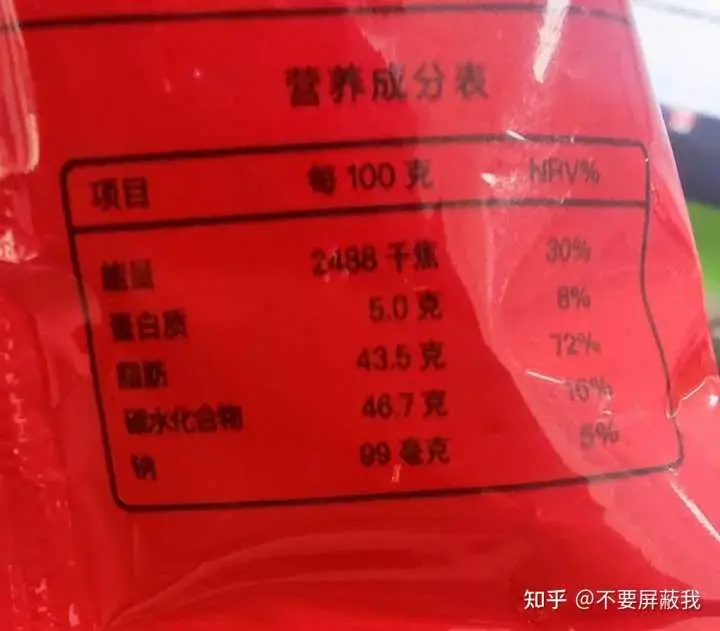 营养成分表
项目 每100克 NRV%
能量 2488千焦 30%
蛋白质 5.0克 8%
脂肪 43.5克 72%
碳水化合物 46.7克 16%
钠 99毫克 5%
知乎 @不要屏蔽我